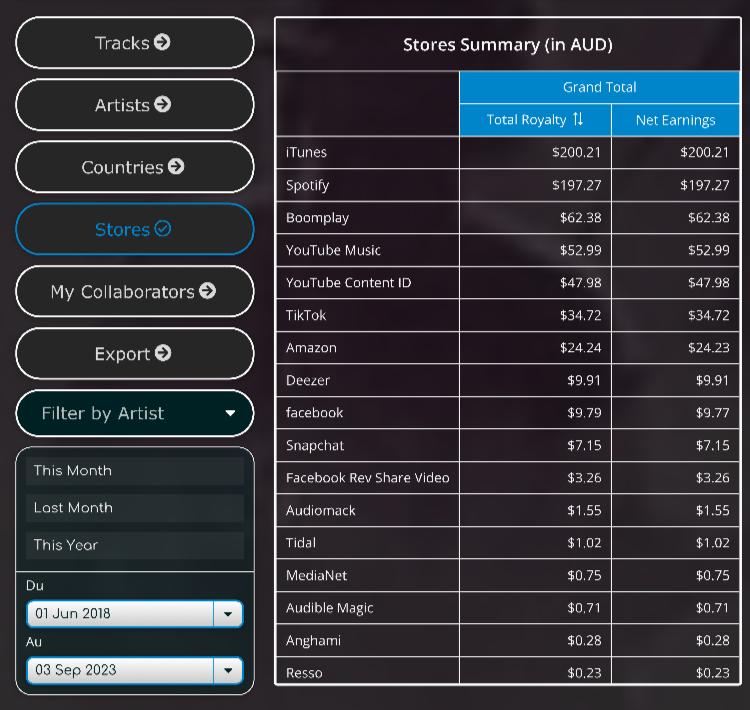 Tracks
Artists
Countries
Stores
My Collaborators
Export
Filter by Artist
This Month
Last Month
This Year
Du
01 Jun 2018
Au
03 Sep 2023
Stores Summary (in AUD)
Grand Total
Total Royalty Net Earnings
iTunes $200.21 $200.21
Spotify $197.27 $197.27
Boomplay $62.38 $62.38
YouTube Music $52.99 $52.99
YouTube Content ID $47.98 $47.98
TikTok $34.72 $34.72
Amazon $24.24 $24.23
Deezer $9.91 $9.91
facebook $9.79 $9.77
Snapchat $7.15 $7.15
Facebook Rev Share Video $3.26 $3.26
Audiomack $1.55 $1.55
Tidal $1.02 $1.02
MediaNet $0.75 $0.75
Audible Magic $0.71 $0.71
Anghami $0.28 $0.28
Resso $0.23 $0.23